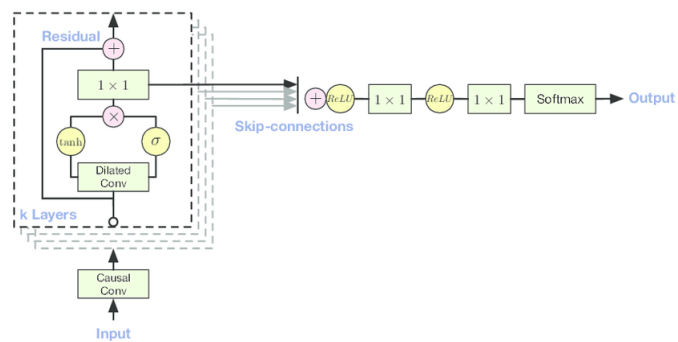 Residual
+
1 × 1
×
tanh
σ
Dilated
Conv
k Layers
Causal
Conv
Input
Skip-connections
+
ReLU
1 × 1
ReLU
1 × 1
Softmax
Output